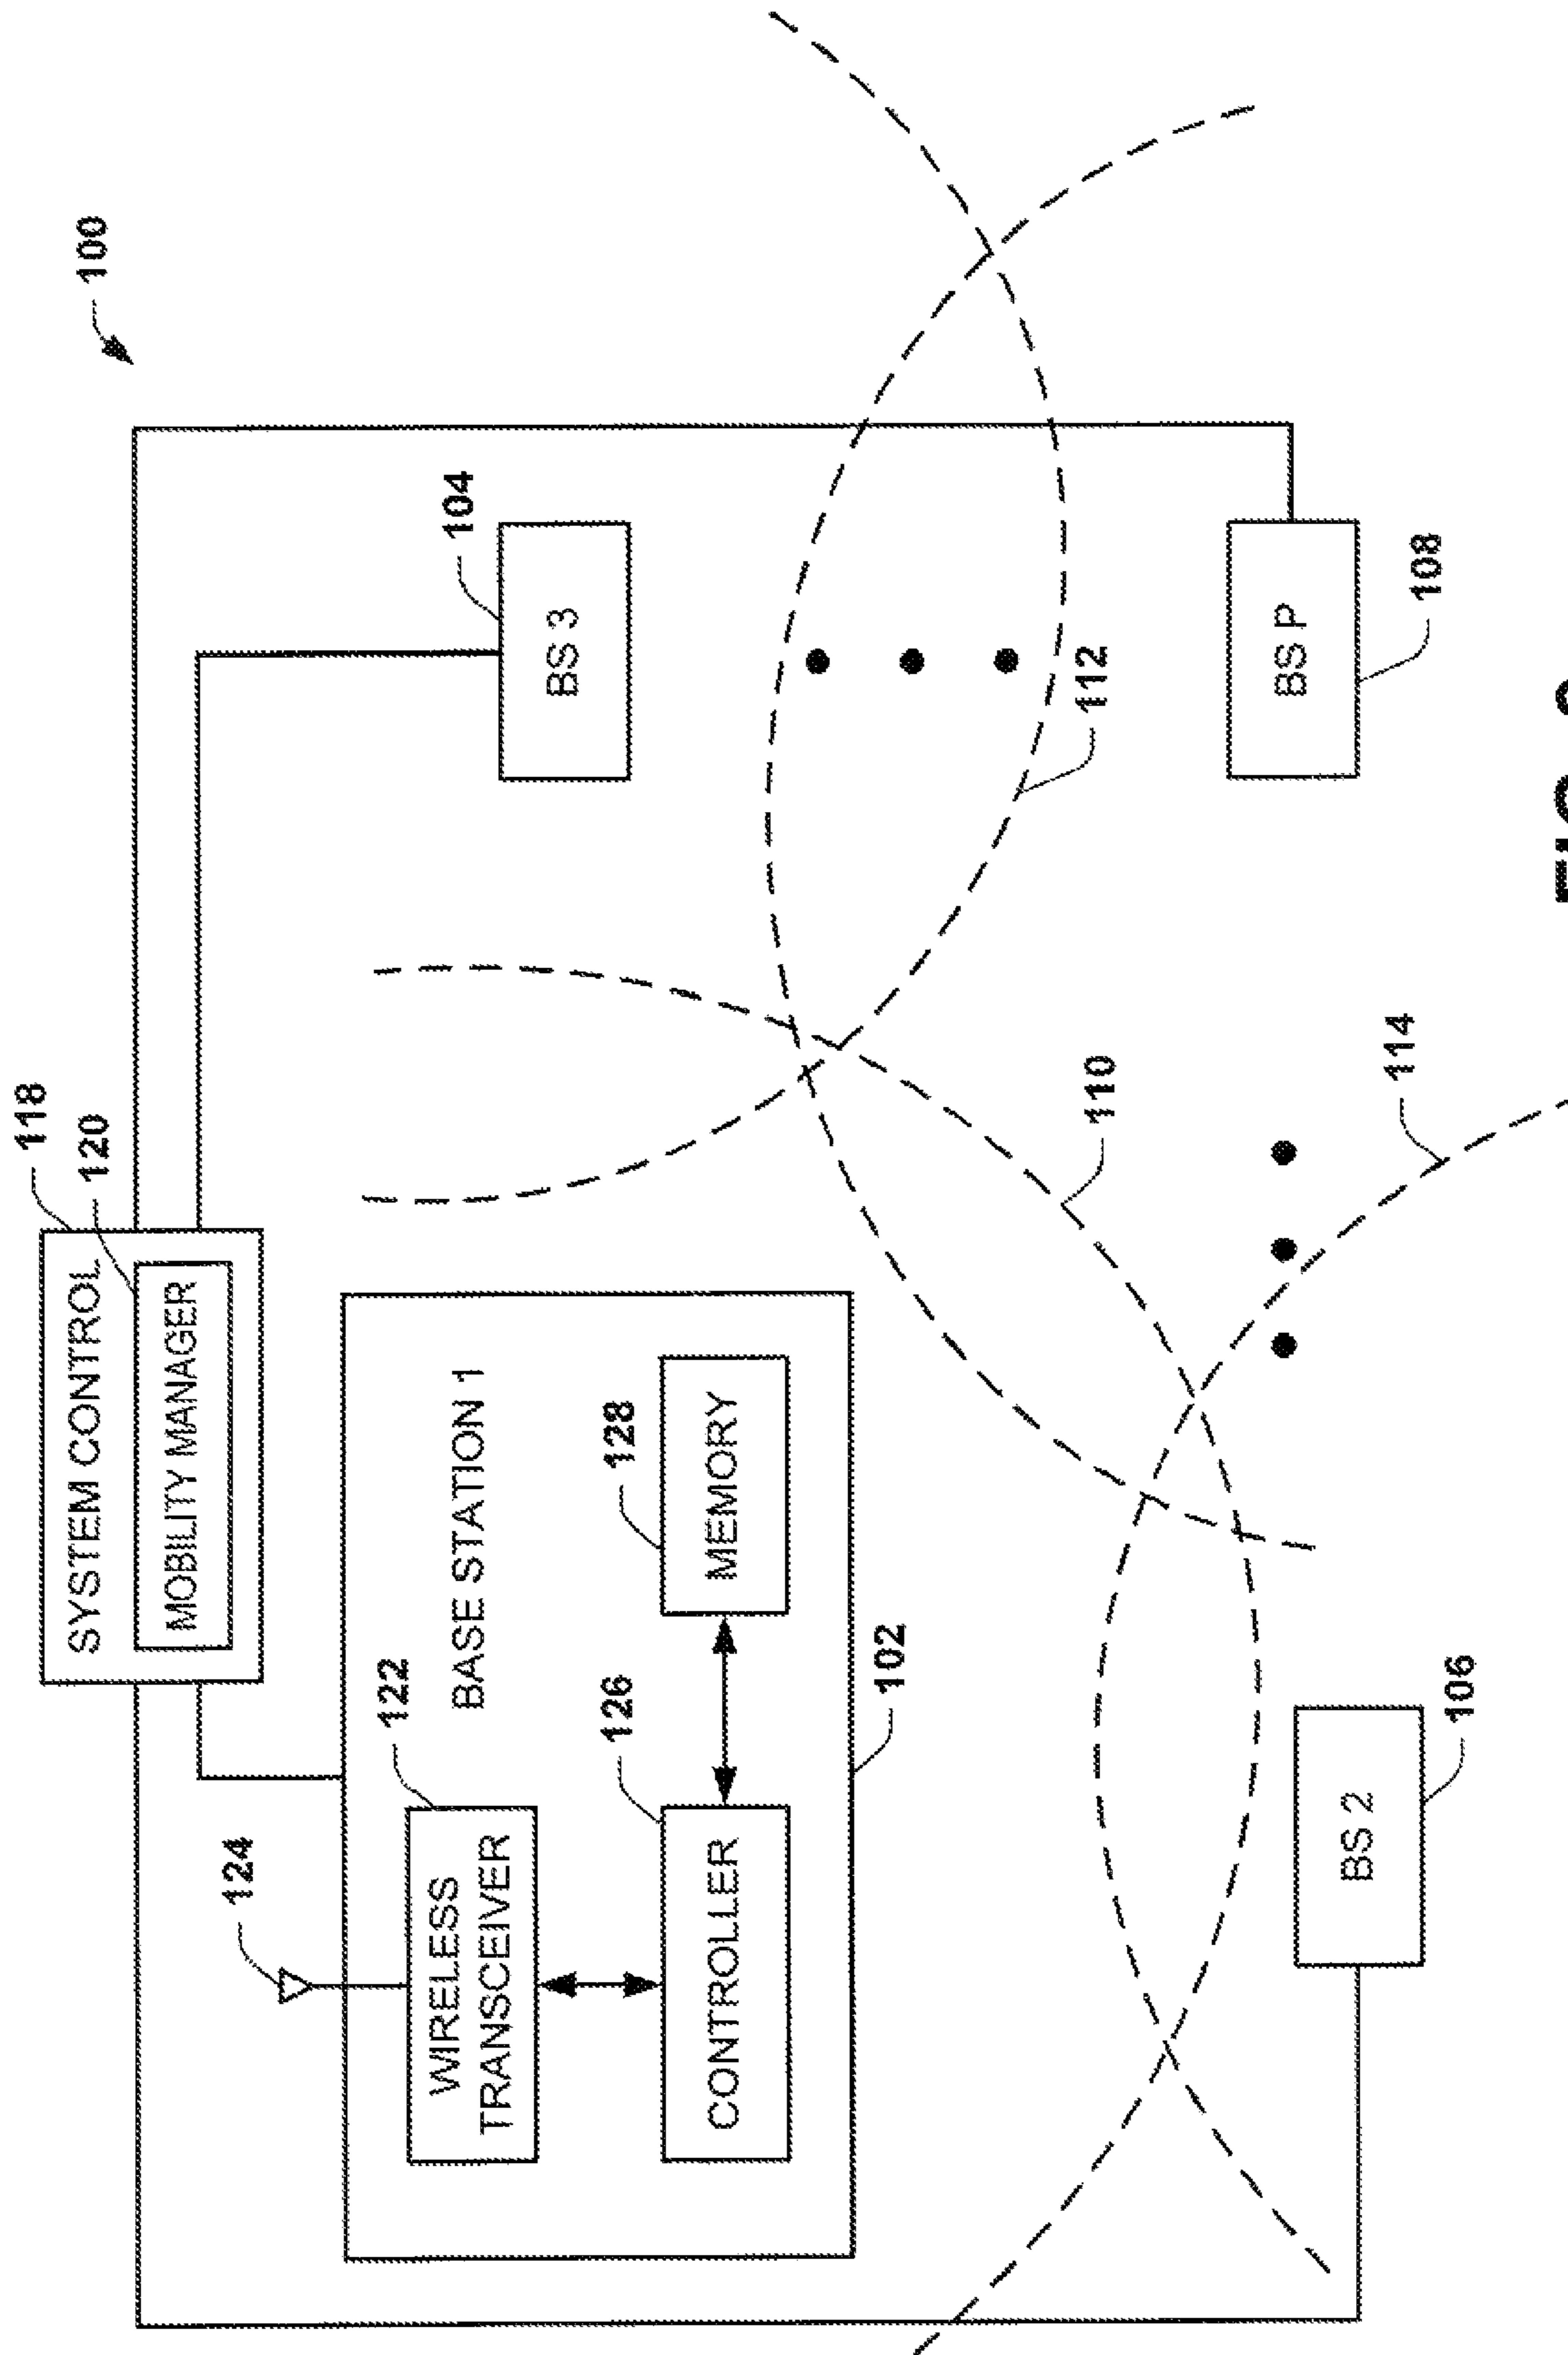 100
118
SYSTEM CONTROL
120
MOBILITY MANAGER
124
122
WIRELESS
TRANSCEIVER
BASE STATION 1
126
CONTROLLER
128
MEMORY
102
104
BS 3
110
112
114
BS 2
106
BS P
108